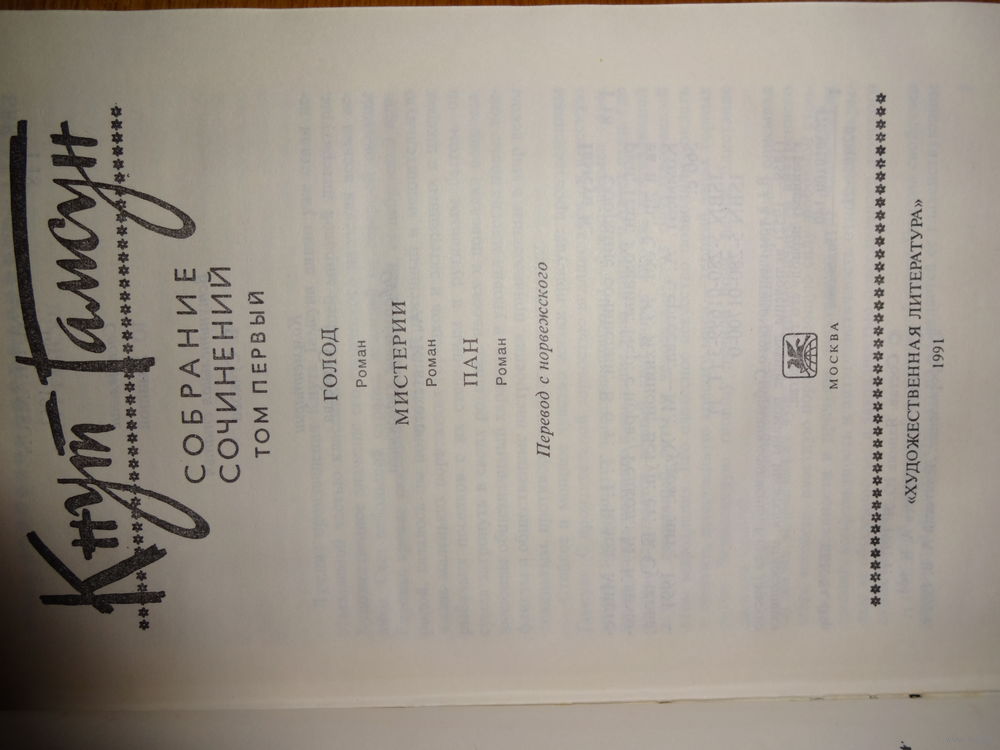 Кнут Гамсун
СОБРАНИЕ
СОЧИНЕНИЙ
ТОМ ПЕРВЫЙ
ГОЛОД
Роман
МИСТЕРИИ
Роман
ПАН
Роман
Перевод с норвежского
МОСКВА
«ХУДОЖЕСТВЕННАЯ ЛИТЕРАТУРА»
1991